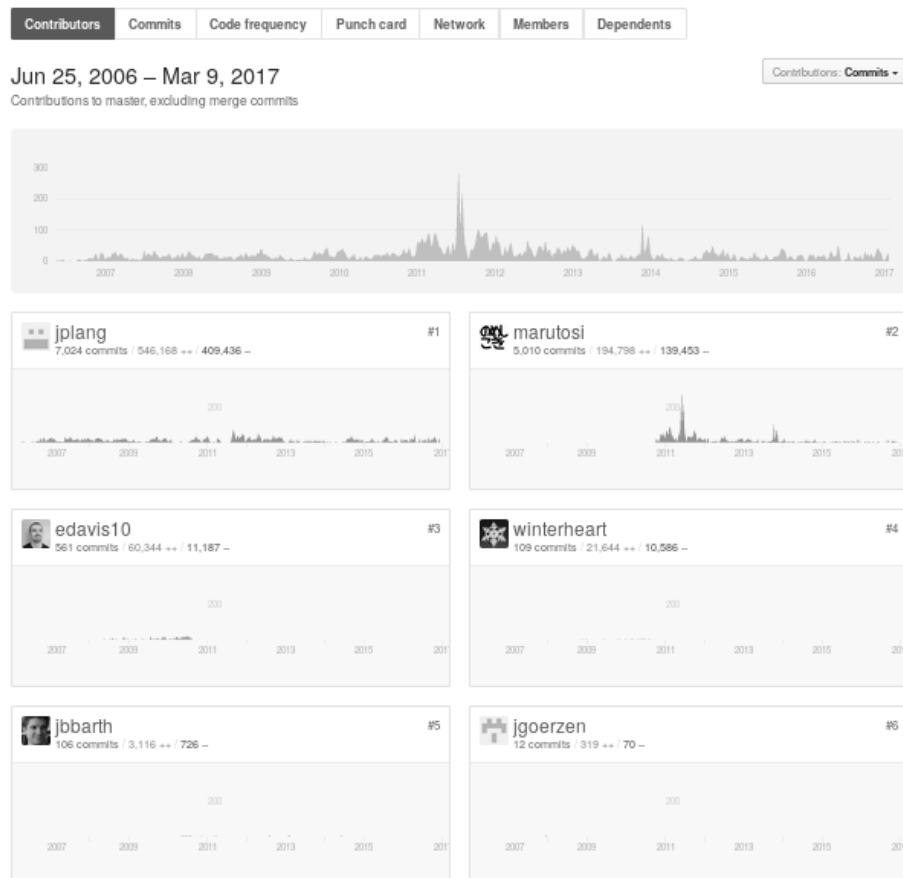 Contributors Commits Code frequency Punch card Network Members Dependents
Jun 25, 2006 – Mar 9, 2017
Contributions: Commits
Contributions to master, excluding merge commits
300
200
100
0
2007 2008 2009 2010 2011 2012 2013 2014 2015 2016 2017
jplang #1
7,024 commits / 546,168 ++ / 409,436 --
200
2007 2009 2011 2013 2015 201
marutosi #2
5,010 commits / 194,798 ++ / 139,453 --
200
2007 2009 2011 2013 2015 20
edavis10 #3
561 commits / 60,344 ++ / 11,187 --
200
2007 2009 2011 2013 2015 201
winterheart #4
109 commits / 21,644 ++ / 10,586 --
200
2007 2009 2011 2013 2015 20
jbbarth #5
106 commits / 3,116 ++ / 726 --
200
2007 2009 2011 2013 2015 201
jgoerzen #6
12 commits / 319 ++ / 70 --
200
2007 2009 2011 2013 2015 20